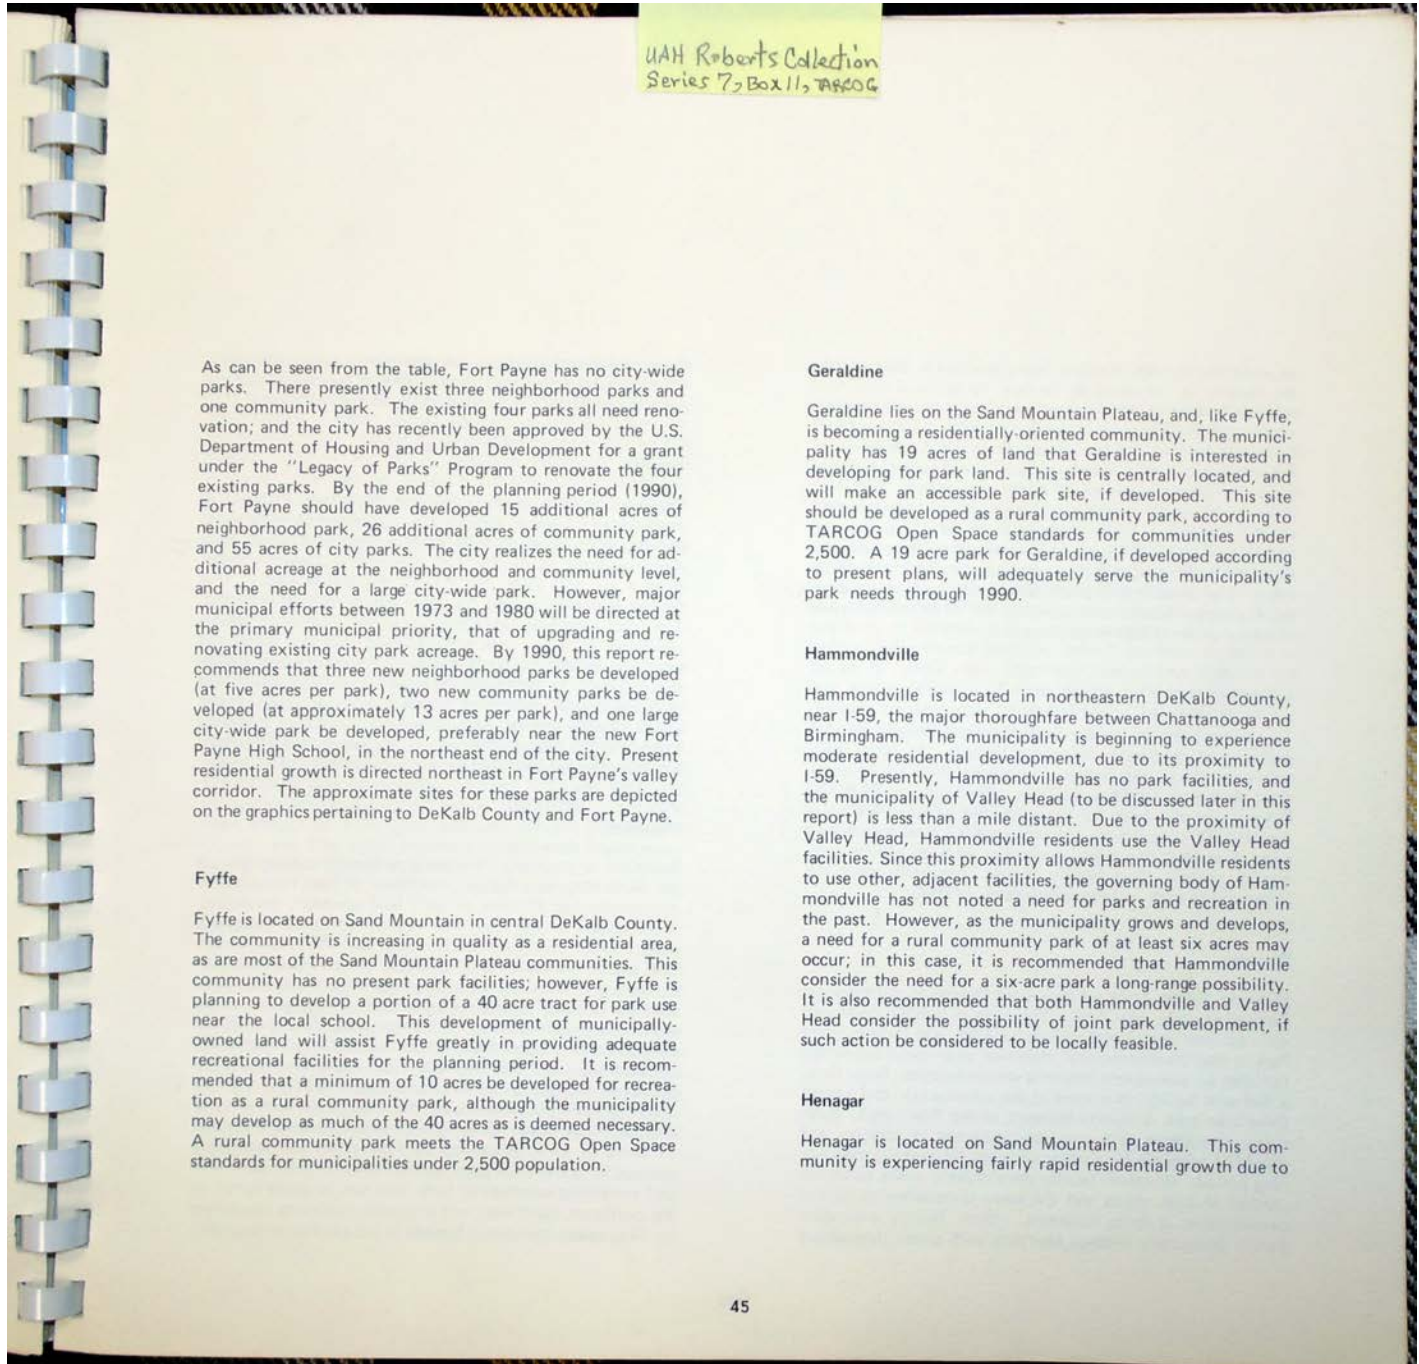 UAH Roberts Collection
Series 7, Box 11, TARCOG
As can be seen from the table, Fort Payne has no city-wide
parks. There presently exist three neighborhood parks and
one community park. The existing four parks all need reno-
vation; and the city has recently been approved by the U.S.
Department of Housing and Urban Development for a grant
under the "Legacy of Parks" Program to renovate the four
existing parks. By the end of the planning period (1990),
Fort Payne should have developed 15 additional acres of
neighborhood park, 26 additional acres of community park,
and 55 acres of city parks. The city realizes the need for ad-
ditional acreage at the neighborhood and community level,
and the need for a large city-wide park. However, major
municipal efforts between 1973 and 1980 will be directed at
the primary municipal priority, that of upgrading and re-
novating existing city park acreage. By 1990, this report re-
commends that three new neighborhood parks be developed
(at five acres per park), two new community parks be de-
veloped (at approximately 13 acres per park), and one large
city-wide park be developed, preferably near the new Fort
Payne High School, in the northeast end of the city. Present
residential growth is directed northeast in Fort Payne's valley
corridor. The approximate sites for these parks are depicted
on the graphics pertaining to DeKalb County and Fort Payne.
Fyffe
Fyffe is located on Sand Mountain in central DeKalb County.
The community is increasing in quality as a residential area,
as are most of the Sand Mountain Plateau communities. This
community has no present park facilities; however, Fyffe is
planning to develop a portion of a 40 acre tract for park use
near the local school. This development of municipally-
owned land will assist Fyffe greatly in providing adequate
recreational facilities for the planning period. It is recom-
mended that a minimum of 10 acres be developed for recrea-
tion as a rural community park, although the municipality
may develop as much of the 40 acres as is deemed necessary.
A rural community park meets the TARCOG Open Space
standards for municipalities under 2,500 population.
Geraldine
Geraldine lies on the Sand Mountain Plateau, and, like Fyffe,
is becoming a residentially-oriented community. The munici-
pality has 19 acres of land that Geraldine is interested in
developing for park land. This site is centrally located, and
will make an accessible park site, if developed. This site
should be developed as a rural community park, according to
TARCOG Open Space standards for communities under
2,500. A 19 acre park for Geraldine, if developed according
to present plans, will adequately serve the municipality's
park needs through 1990.
Hammondville
Hammondville is located in northeastern DeKalb County,
near I-59, the major thoroughfare between Chattanooga and
Birmingham. The municipality is beginning to experience
moderate residential development, due to its proximity to
I-59. Presently, Hammondville has no park facilities, and
the municipality of Valley Head (to be discussed later in this
report) is less than a mile distant. Due to the proximity of
Valley Head, Hammondville residents use the Valley Head
facilities. Since this proximity allows Hammondville residents
to use other, adjacent facilities, the governing body of Ham-
mondville has not noted a need for parks and recreation in
the past. However, as the municipality grows and develops,
a need for a rural community park of at least six acres may
occur; in this case, it is recommended that Hammondville
consider the need for a six-acre park a long-range possibility.
It is also recommended that both Hammondville and Valley
Head consider the possibility of joint park development, if
such action be considered to be locally feasible.
Henagar
Henagar is located on Sand Mountain Plateau. This com-
munity is experiencing fairly rapid residential growth due to
45